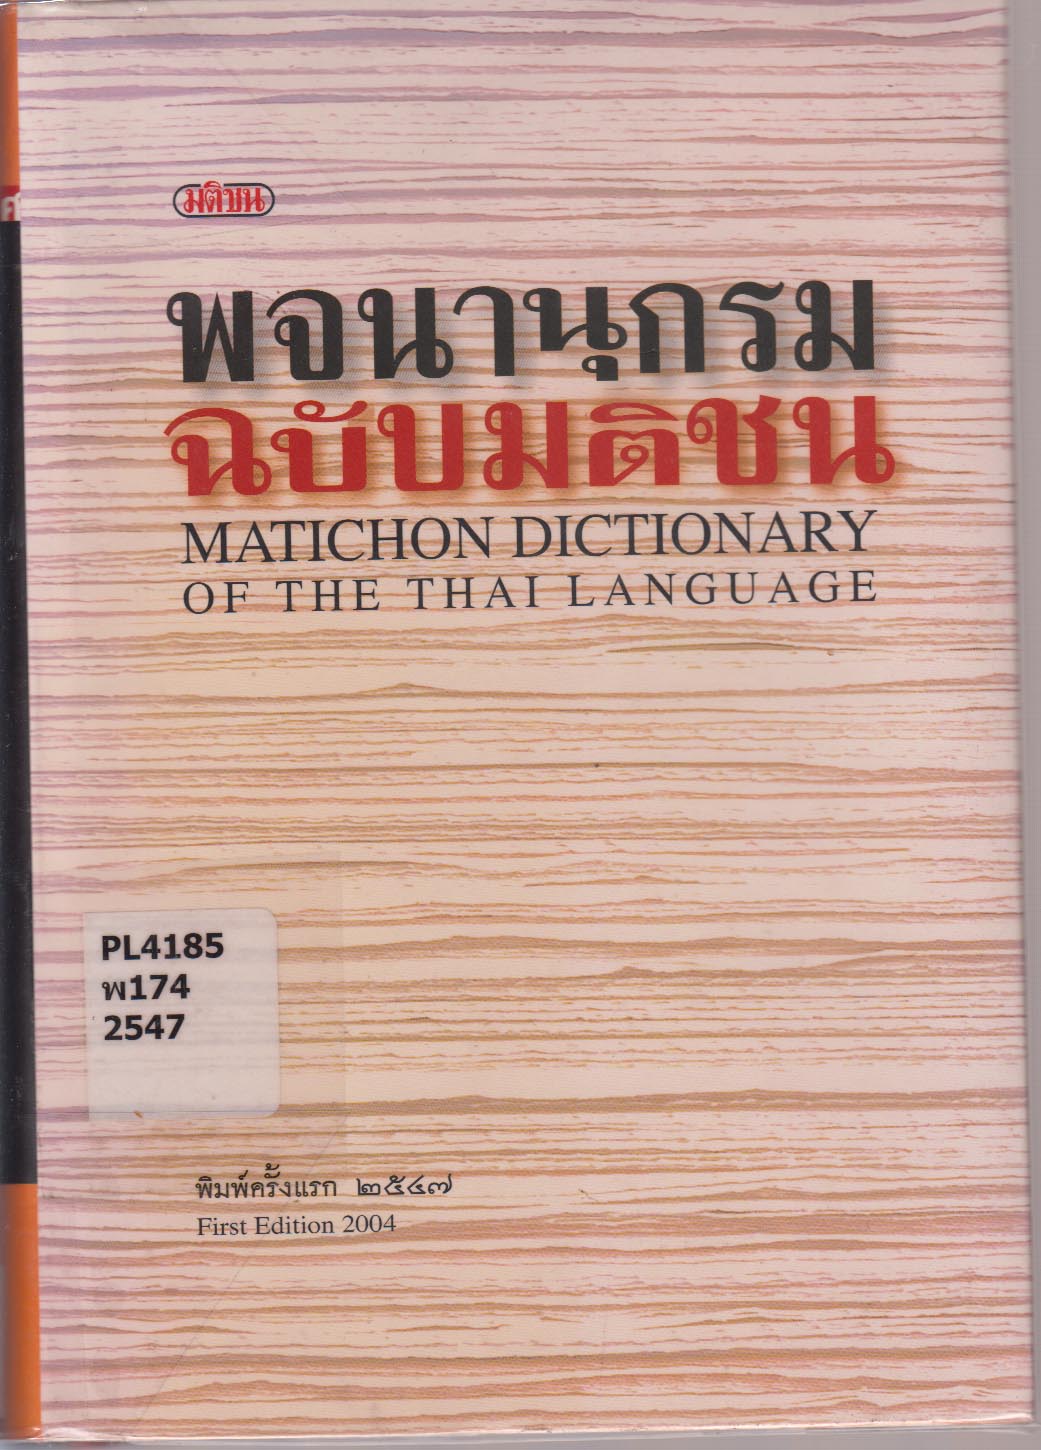 มติชน
พจนานุกรม
ฉบับมติชน
MATICHON DICTIONARY
OF THE THAI LANGUAGE
PL4185
พ174
2547
พิมพ์ครั้งแรก ๒๕๔๗
First Edition 2004